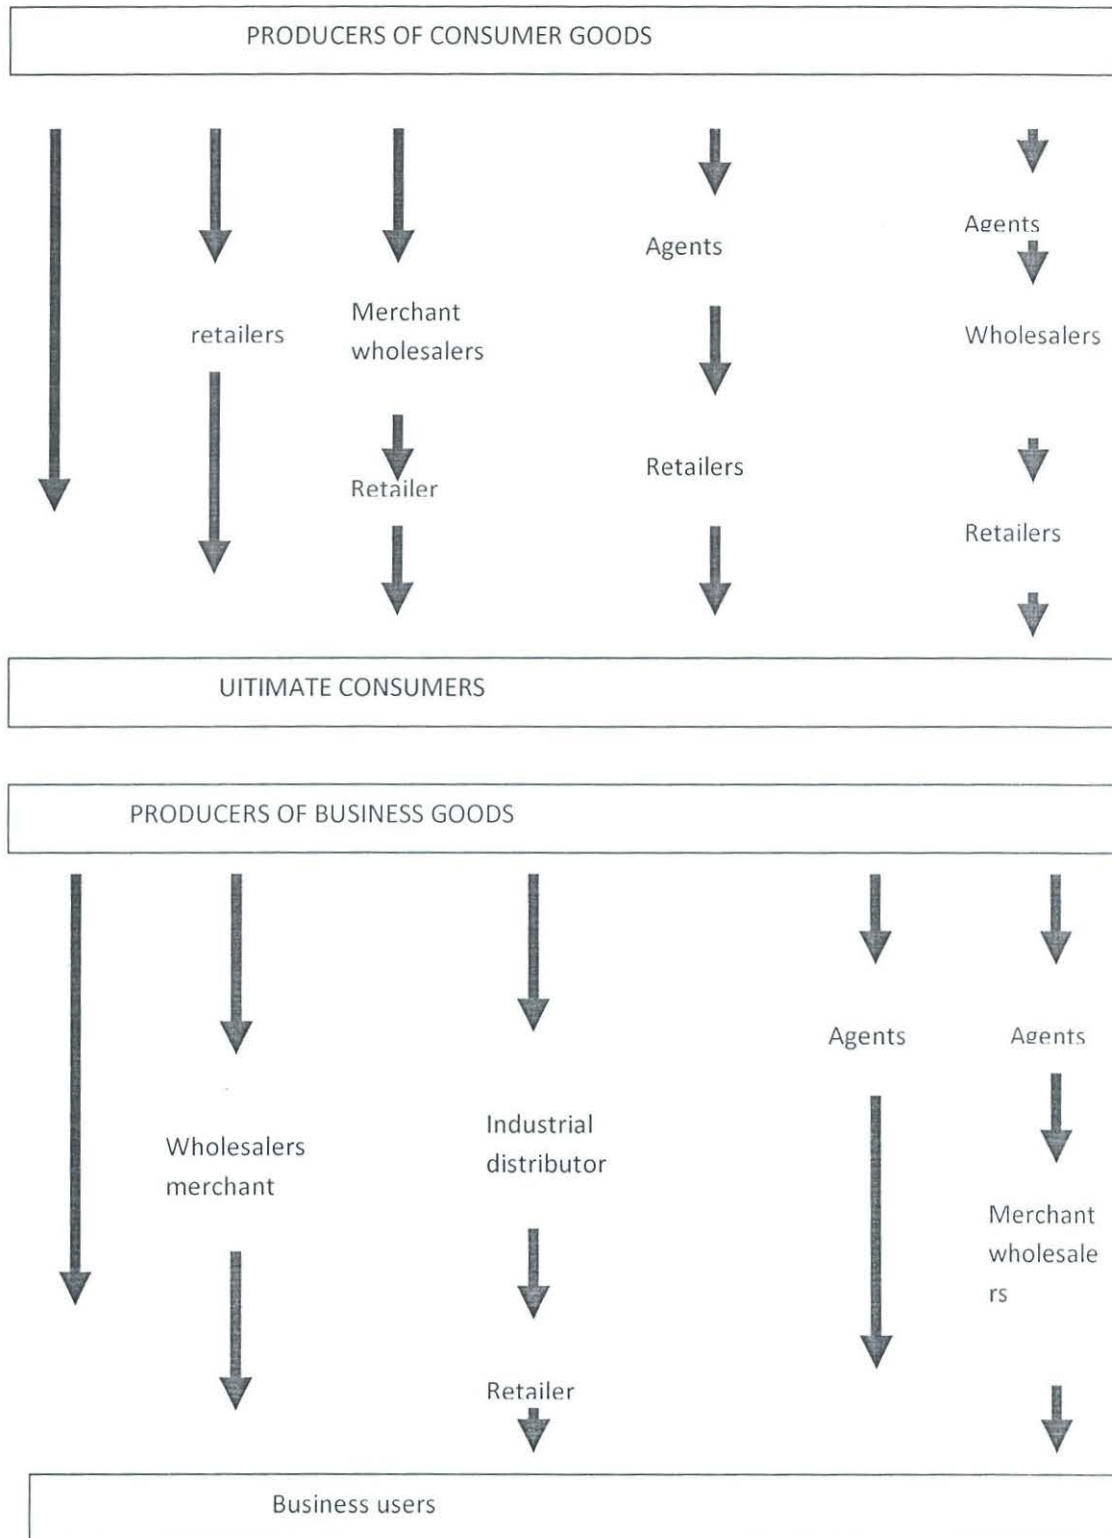 PRODUCERS OF CONSUMER GOODS
Agents
Agents
retailers
Merchant
wholesalers
Wholesalers
Retailers
Retailer
Retailers
UITIMATE CONSUMERS
PRODUCERS OF BUSINESS GOODS
Agents
Agents
Industrial
distributor
Wholesalers
merchant
Merchant
wholesale
rs
Retailer
Business users